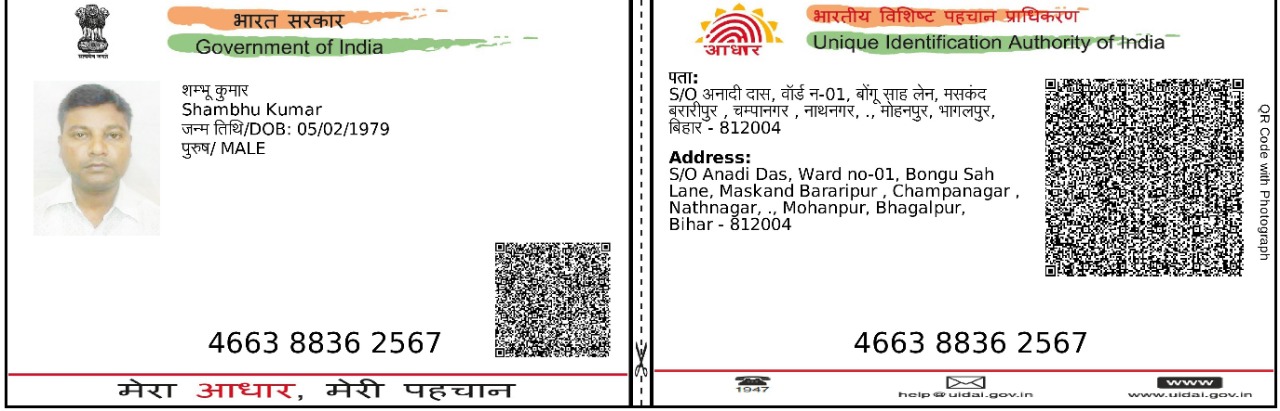 भारत सरकार
Government of India
शम्भू कुमार
Shambhu Kumar
जन्म तिथि/DOB: 05/02/1979
पुरुष/ MALE
4663 8836 2567
मेरा आधार, मेरी पहचान
भारतीय विशिष्ट पहचान प्राधिकरण
Unique Identification Authority of India
आधार
पता:
S/O अनादी दास, वॉर्ड न-01, बोंगू साह लेन, मसकंद
बरारीपुर , चम्पानगर , नाथनगर, ., मोहनपुर, भागलपुर,
बिहार - 812004
Address:
S/O Anadi Das, Ward no-01, Bongu Sah
Lane, Maskand Bararipur , Champanagar ,
Nathnagar, ., Mohanpur, Bhagalpur,
Bihar - 812004
QR Code with Photograph
4663 8836 2567
1947
help@uidai.gov.in
www
www.uidai.gov.in